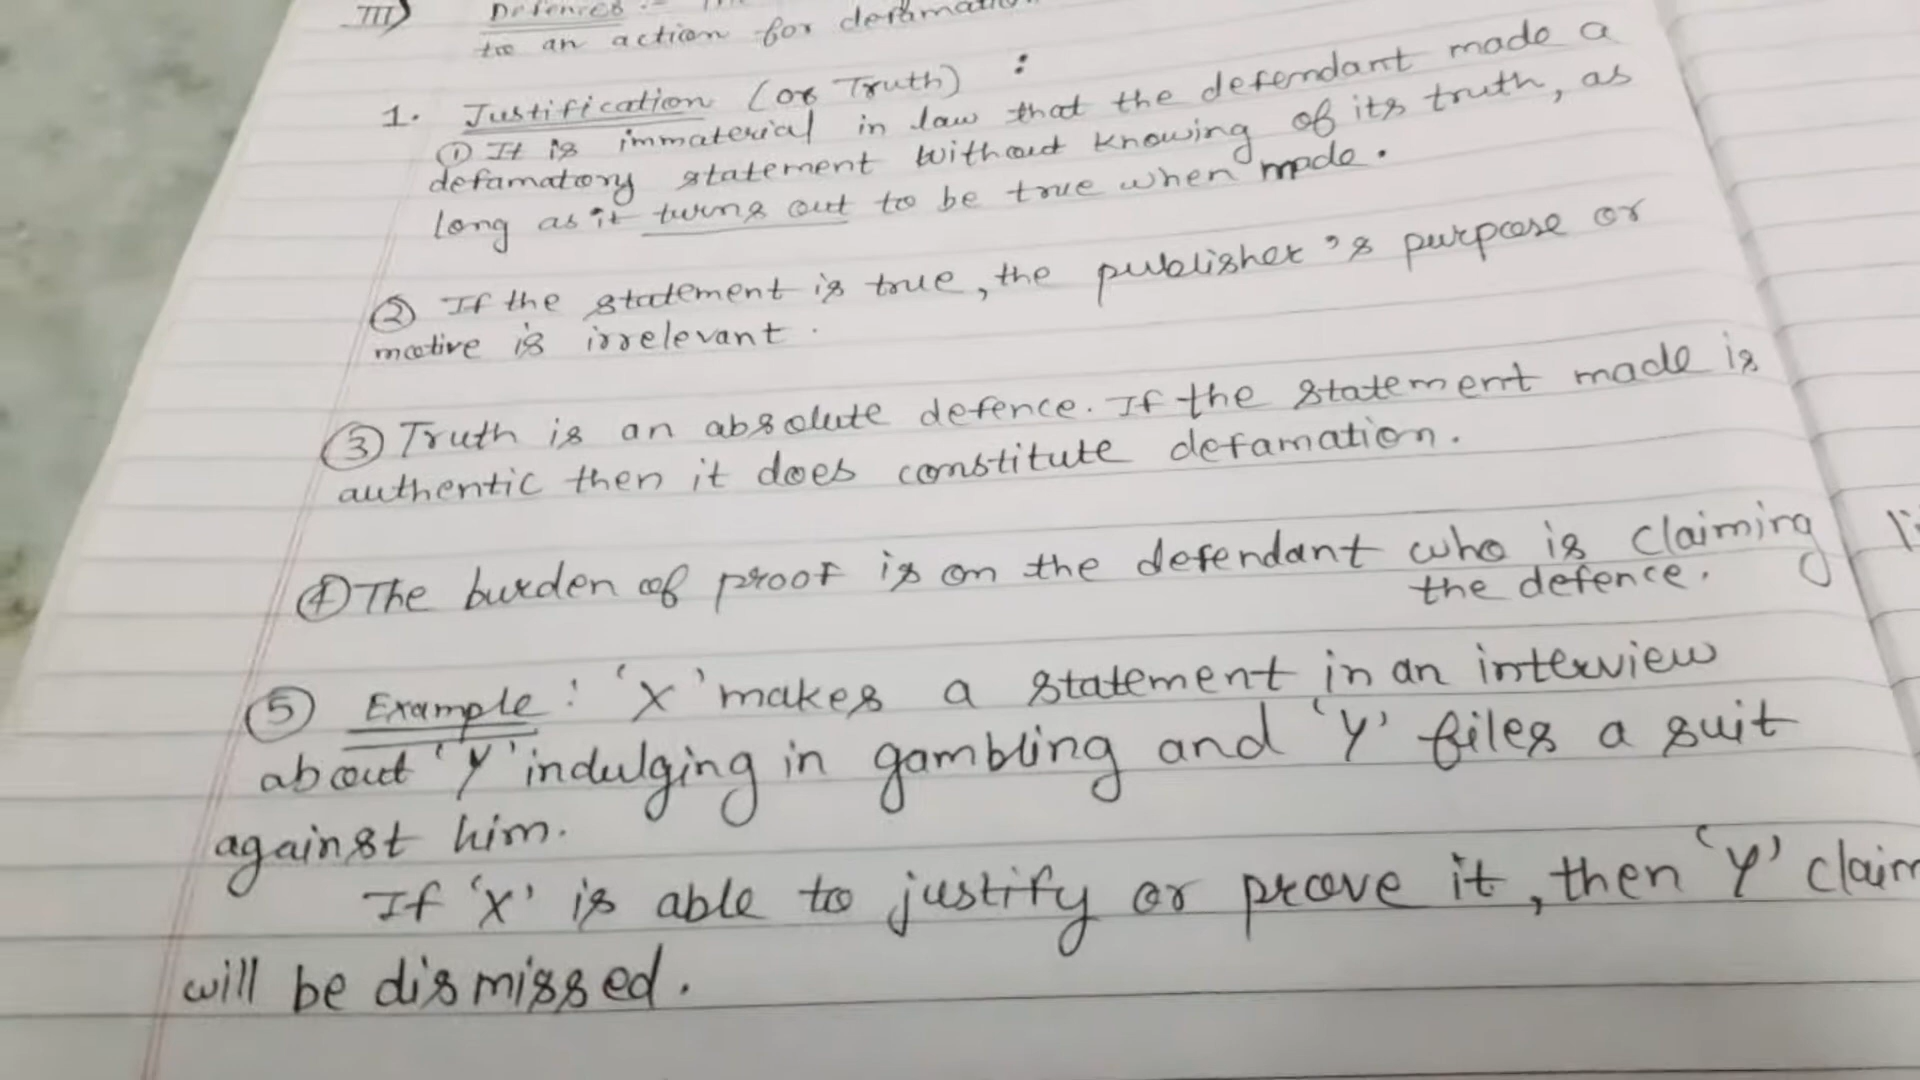 III) Defences :-
to an action for defamation
1. Justification (or Truth) :
① It is immaterial in law that the defendant made a
defamatory statement without knowing of its truth, as
long as it turns out to be true when made.
② If the statement is true, the publisher's purpose or
motive is irrelevant.
③ Truth is an absolute defence. If the statement made is
authentic then it does constitute defamation.
④ The burden of proof is on the defendant who is claiming
the defence.
⑤ Example : 'X' makes a statement in an interview
about 'Y' indulging in gambling and 'Y' files a suit
against him.
If 'X' is able to justify or prove it, then 'Y' claim
will be dismissed.